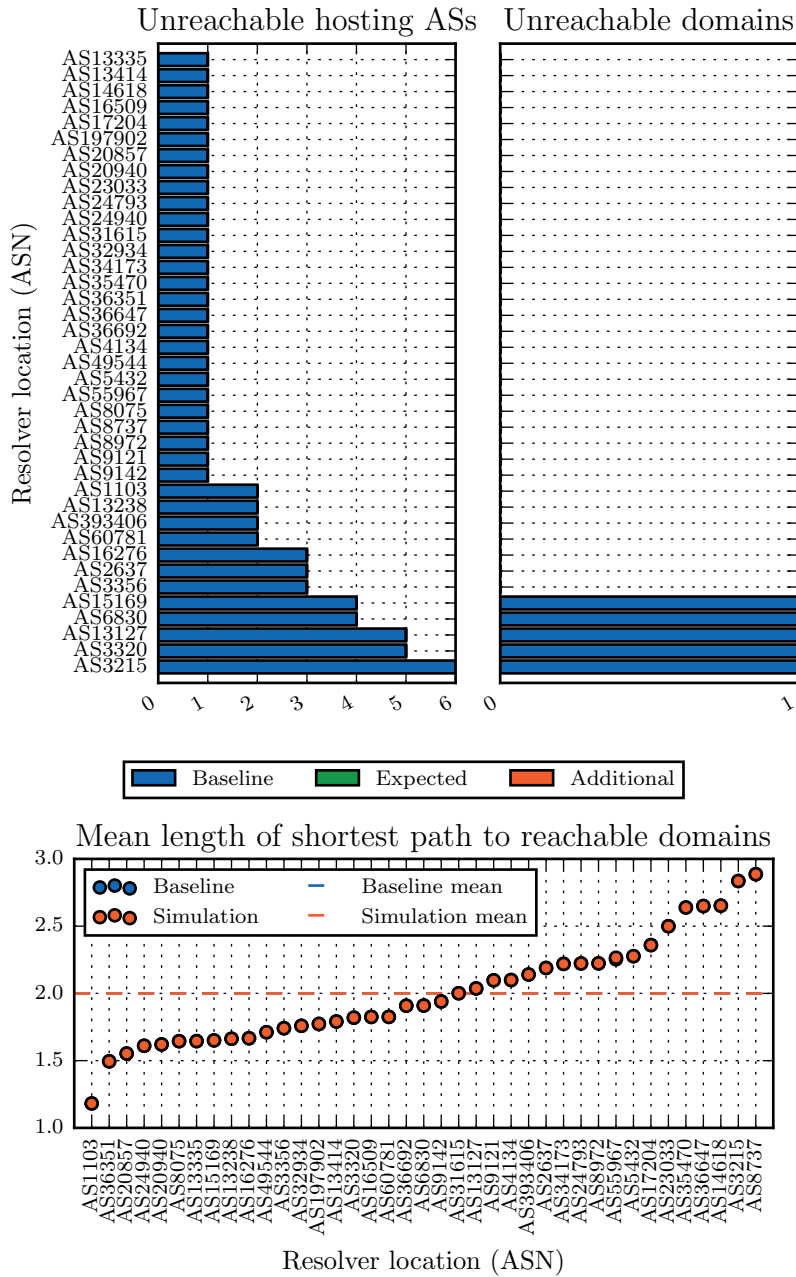 Unreachable hosting ASs
Unreachable domains
Resolver location (ASN)
AS13335
AS13414
AS14618
AS16509
AS17204
AS197902
AS20857
AS20940
AS23033
AS24793
AS24940
AS31615
AS32934
AS34173
AS35470
AS36351
AS36647
AS36692
AS4134
AS49544
AS5432
AS55967
AS8075
AS8737
AS8972
AS9121
AS9142
AS1103
AS13238
AS393406
AS60781
AS16276
AS2637
AS3356
AS15169
AS6830
AS13127
AS3320
AS3215
0 1 2 3 4 5 6
0 1
Baseline Expected Additional
Mean length of shortest path to reachable domains
Baseline Baseline mean
Simulation Simulation mean
3.0
2.5
2.0
1.5
1.0
AS1103
AS36351
AS20857
AS24940
AS20940
AS8075
AS13335
AS15169
AS13238
AS16276
AS49544
AS3356
AS32934
AS197902
AS13414
AS3320
AS16509
AS60781
AS36692
AS6830
AS9142
AS31615
AS13127
AS9121
AS4134
AS393406
AS2637
AS34173
AS24793
AS8972
AS55967
AS5432
AS17204
AS23033
AS35470
AS36647
AS14618
AS3215
AS8737
Resolver location (ASN)